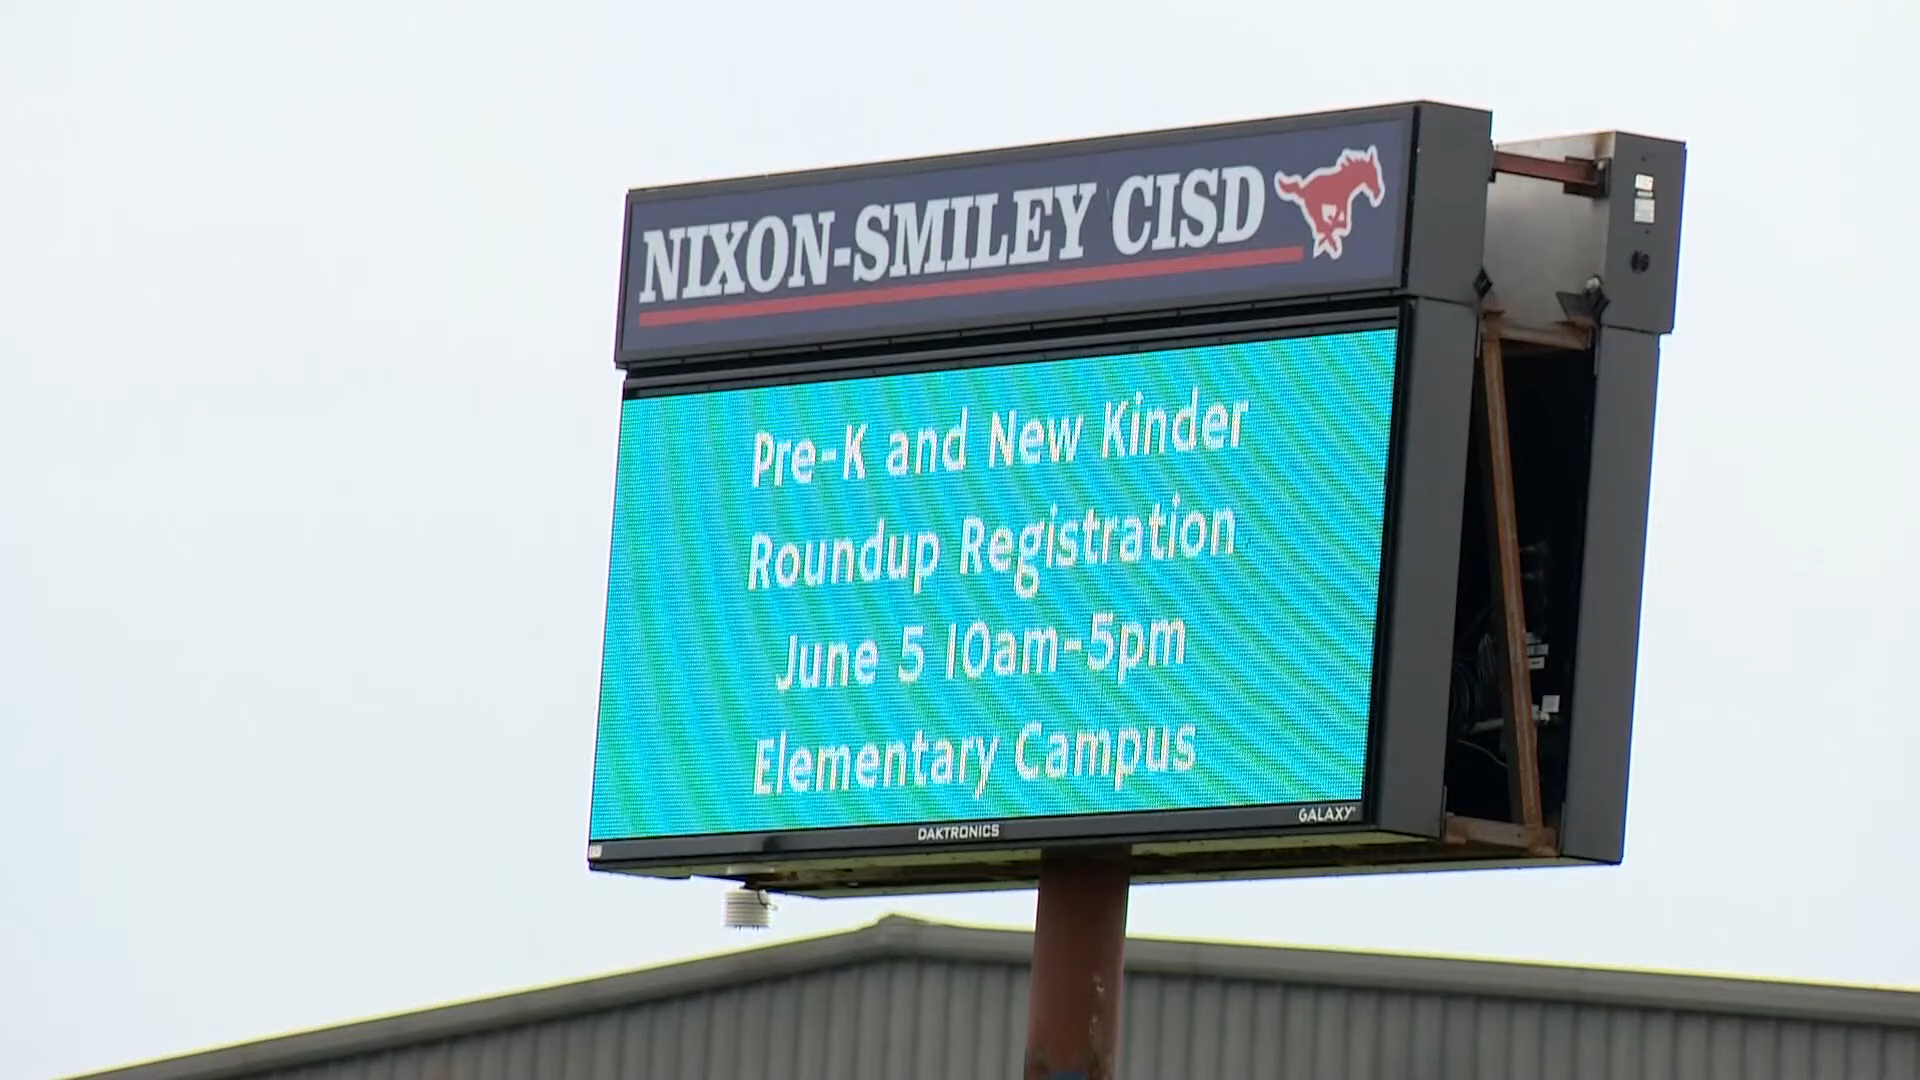 NIXON-SMILEY CISD
Pre-K and New Kinder
Roundup Registration
June 5 10am-5pm
Elementary Campus
DAKTRONICS
GALAXY